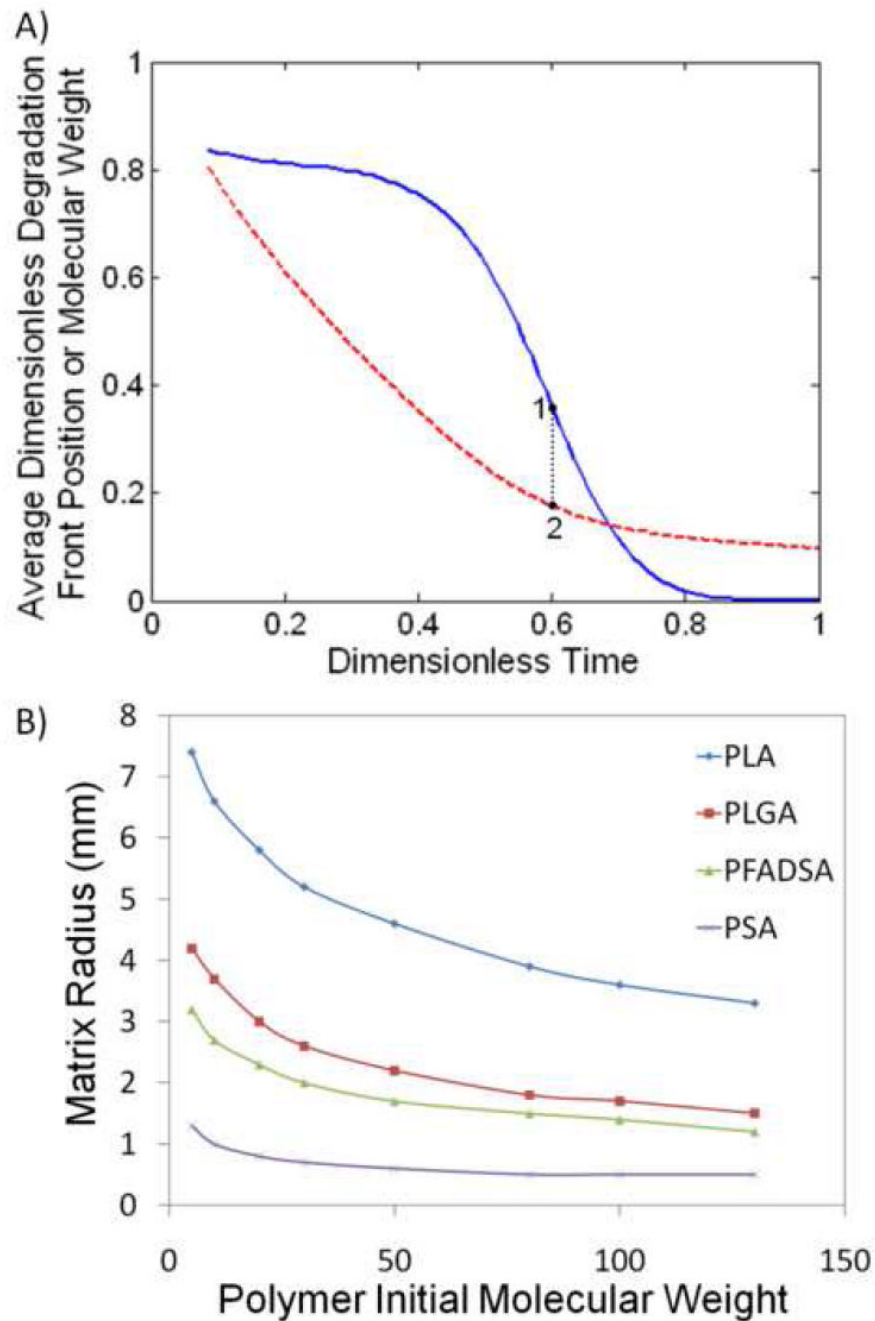 A)
Average Dimensionless Degradation
Front Position or Molecular Weight
1
0.8
0.6
0.4
0.2
0
1
2
0
0.2
0.4
0.6
0.8
1
Dimensionless Time
B)
Matrix Radius (mm)
8
7
6
5
4
3
2
1
0
PLA
PLGA
PFADSA
PSA
0
50
100
150
Polymer Initial Molecular Weight